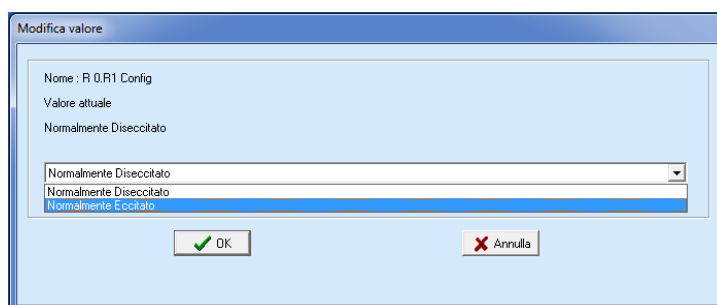 Modifica valore
Nome : R 0.R1 Config
Valore attuale
Normalmente Diseccitato
Normalmente Diseccitato
Normalmente Diseccitato
Normalmente Eccitato
OK
Annulla